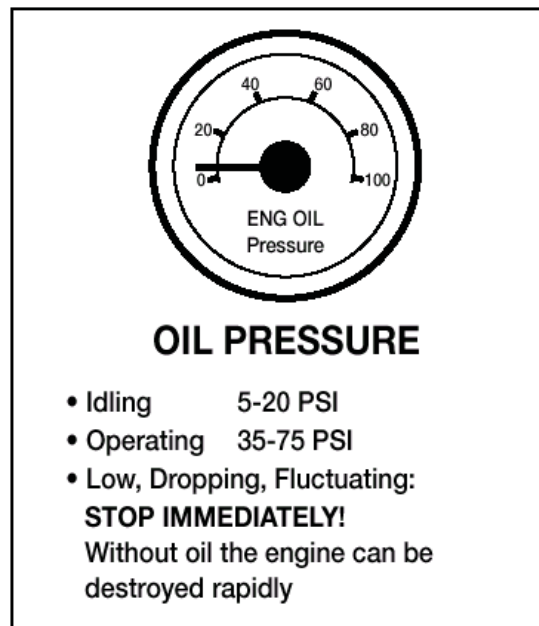 40 60
20 80
0 100
ENG OIL
Pressure
OIL PRESSURE
• Idling 5-20 PSI
• Operating 35-75 PSI
• Low, Dropping, Fluctuating:
STOP IMMEDIATELY!
Without oil the engine can be
destroyed rapidly